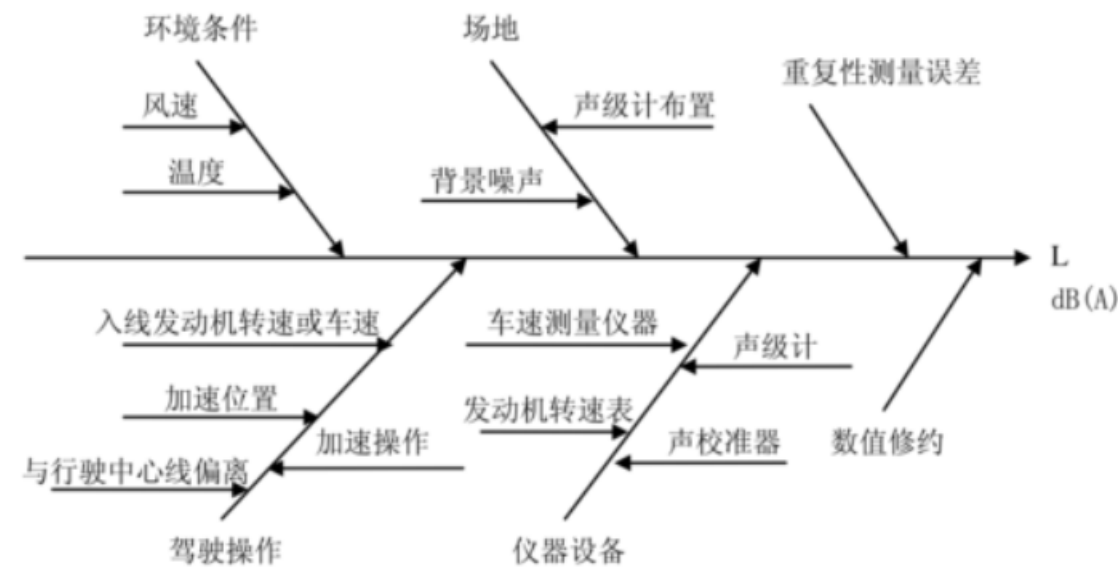 环境条件
场地
重复性测量误差
风速
声级计布置
温度
背景噪声
L
dB(A)
入线发动机转速或车速
车速测量仪器
声级计
加速位置
发动机转速表
加速操作
声校准器
数值修约
与行驶中心线偏离
驾驶操作
仪器设备